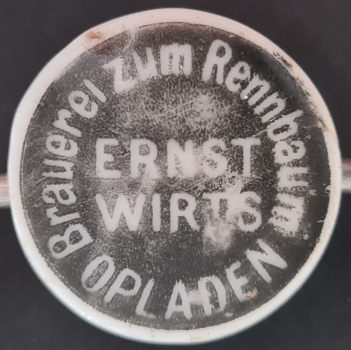 Brauerei zum Rennbaum
ERNST
WIRTS
OPLADEN